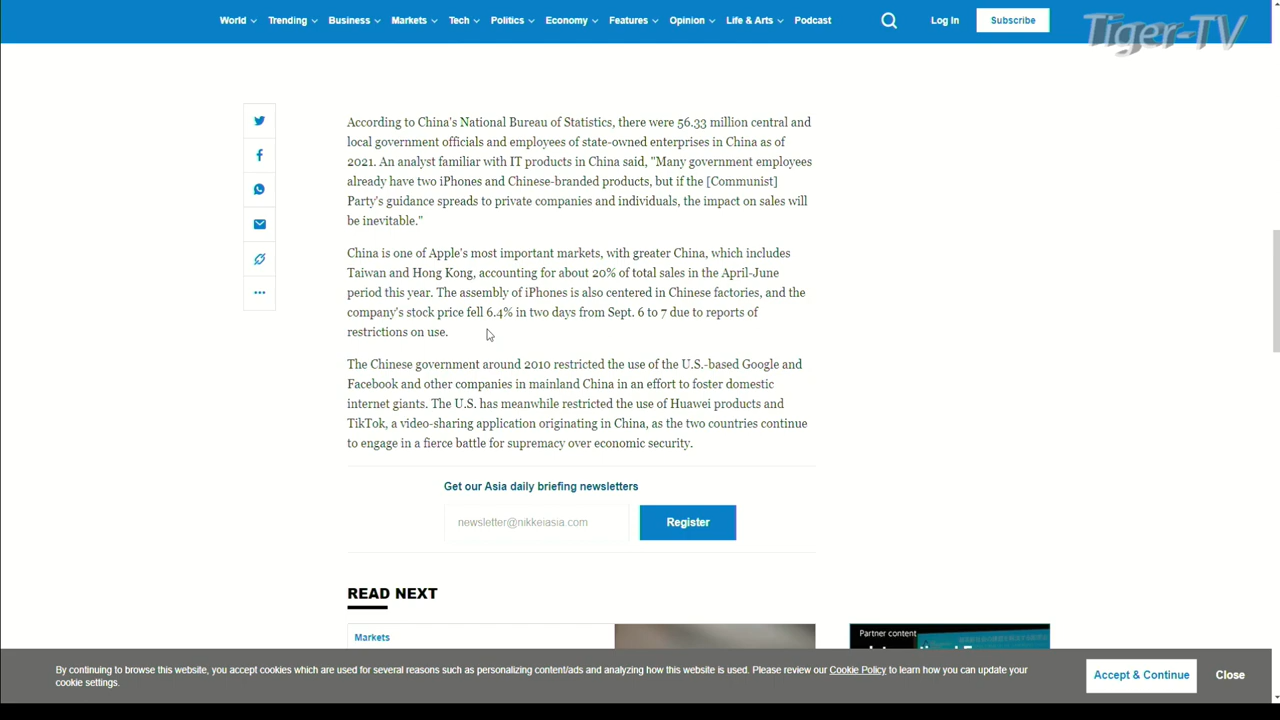 World Trending Business Markets Tech Politics Economy Features Opinion Life & Arts Podcast Log In Subscribe
Tiger-TV
According to China's National Bureau of Statistics, there were 56.33 million central and
local government officials and employees of state-owned enterprises in China as of
2021. An analyst familiar with IT products in China said, "Many government employees
already have two iPhones and Chinese-branded products, but if the [Communist]
Party's guidance spreads to private companies and individuals, the impact on sales will
be inevitable."
China is one of Apple's most important markets, with greater China, which includes
Taiwan and Hong Kong, accounting for about 20% of total sales in the April-June
period this year. The assembly of iPhones is also centered in Chinese factories, and the
company's stock price fell 6.4% in two days from Sept. 6 to 7 due to reports of
restrictions on use.
The Chinese government around 2010 restricted the use of the U.S.-based Google and
Facebook and other companies in mainland China in an effort to foster domestic
internet giants. The U.S. has meanwhile restricted the use of Huawei products and
TikTok, a video-sharing application originating in China, as the two countries continue
to engage in a fierce battle for supremacy over economic security.
Get our Asia daily briefing newsletters
newsletter@nikkeiasia.com Register
READ NEXT
Markets
Partner content
By continuing to browse this website, you accept cookies which are used for several reasons such as personalizing content/ads and analyzing how this website is used. Please review our Cookie Policy to learn how you can update your
cookie settings.
Accept & Continue Close